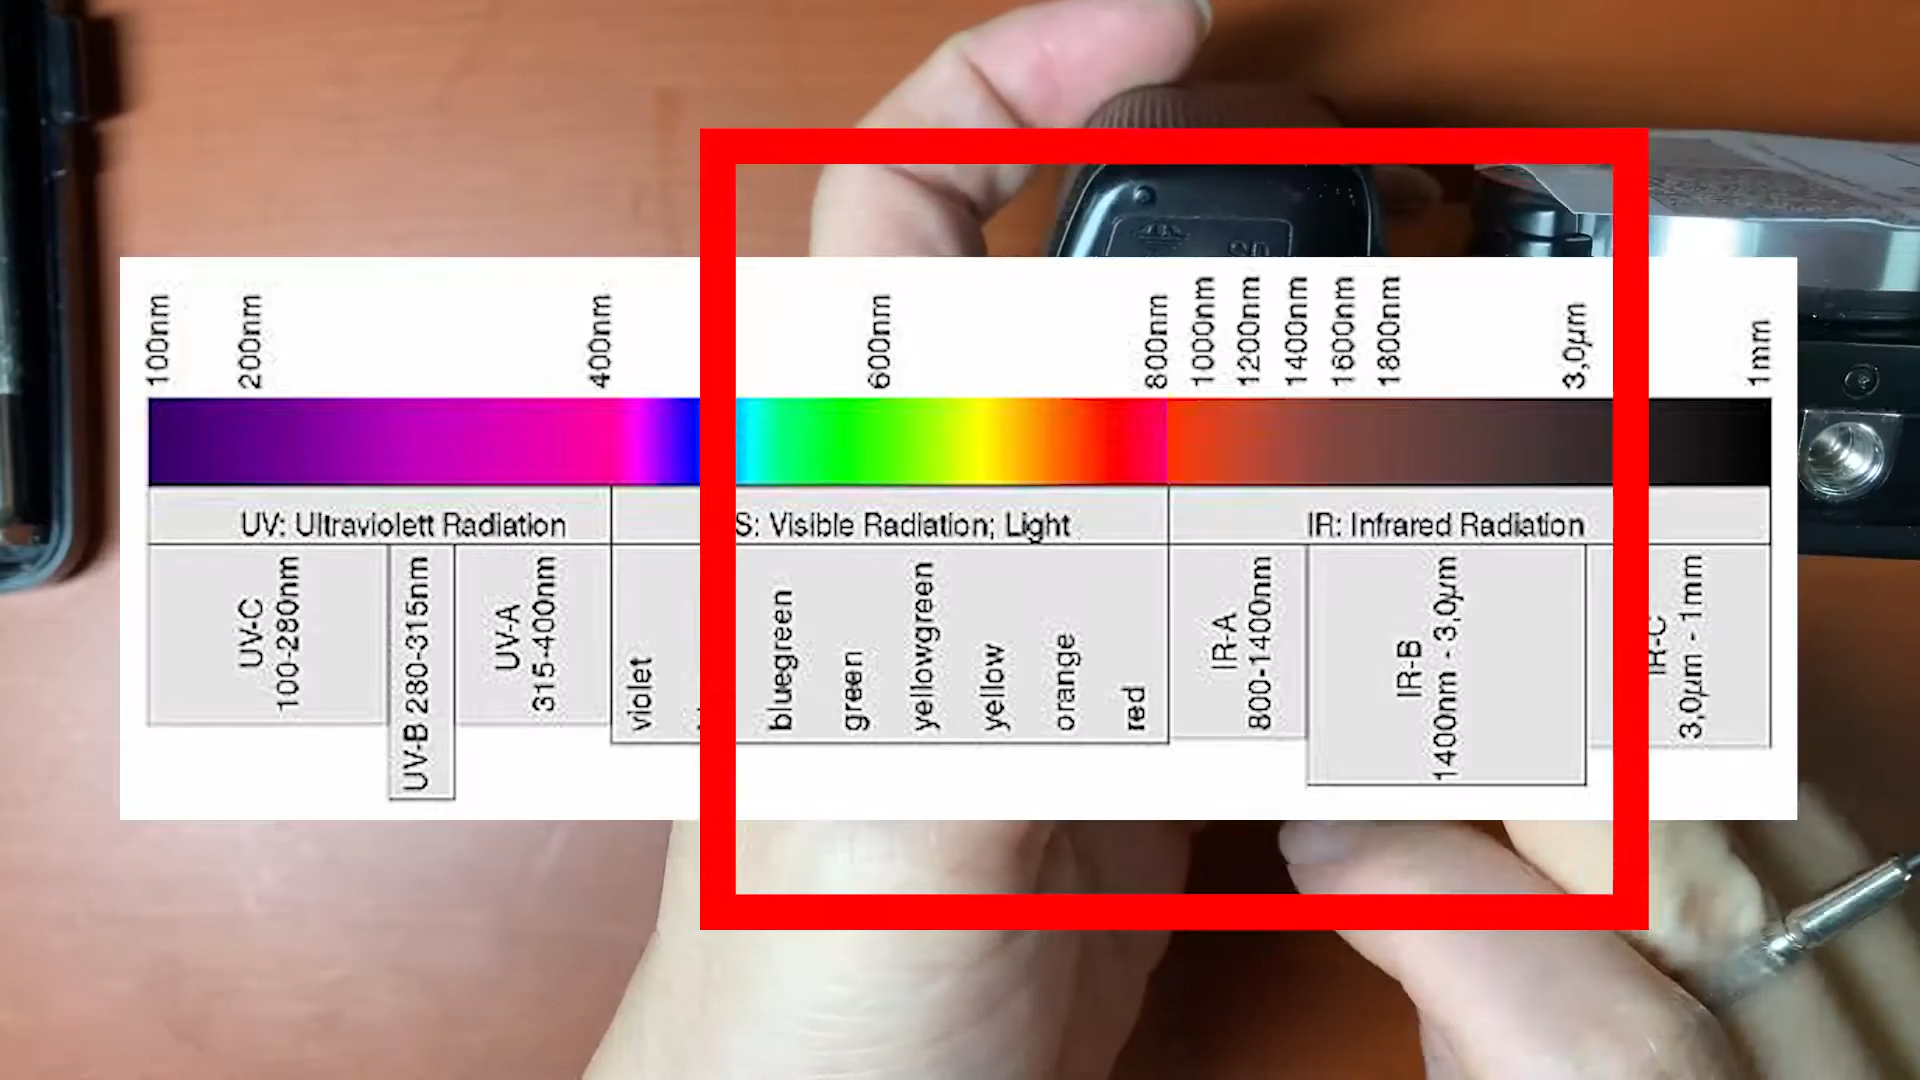 100nm
200nm
400nm
600nm
800nm
1000nm
1200nm
1400nm
1600nm
1800nm
3,0µm
1mm
UV: Ultraviolett Radiation
S: Visible Radiation; Light
IR: Infrared Radiation
UV-C
100-280nm
UV-B 280-315nm
UV-A
315-400nm
violet
bluegreen
green
yellowgreen
yellow
orange
red
IR-A
800-1400nm
IR-B
1400nm - 3,0µm
IR-C
3,0µm - 1mm